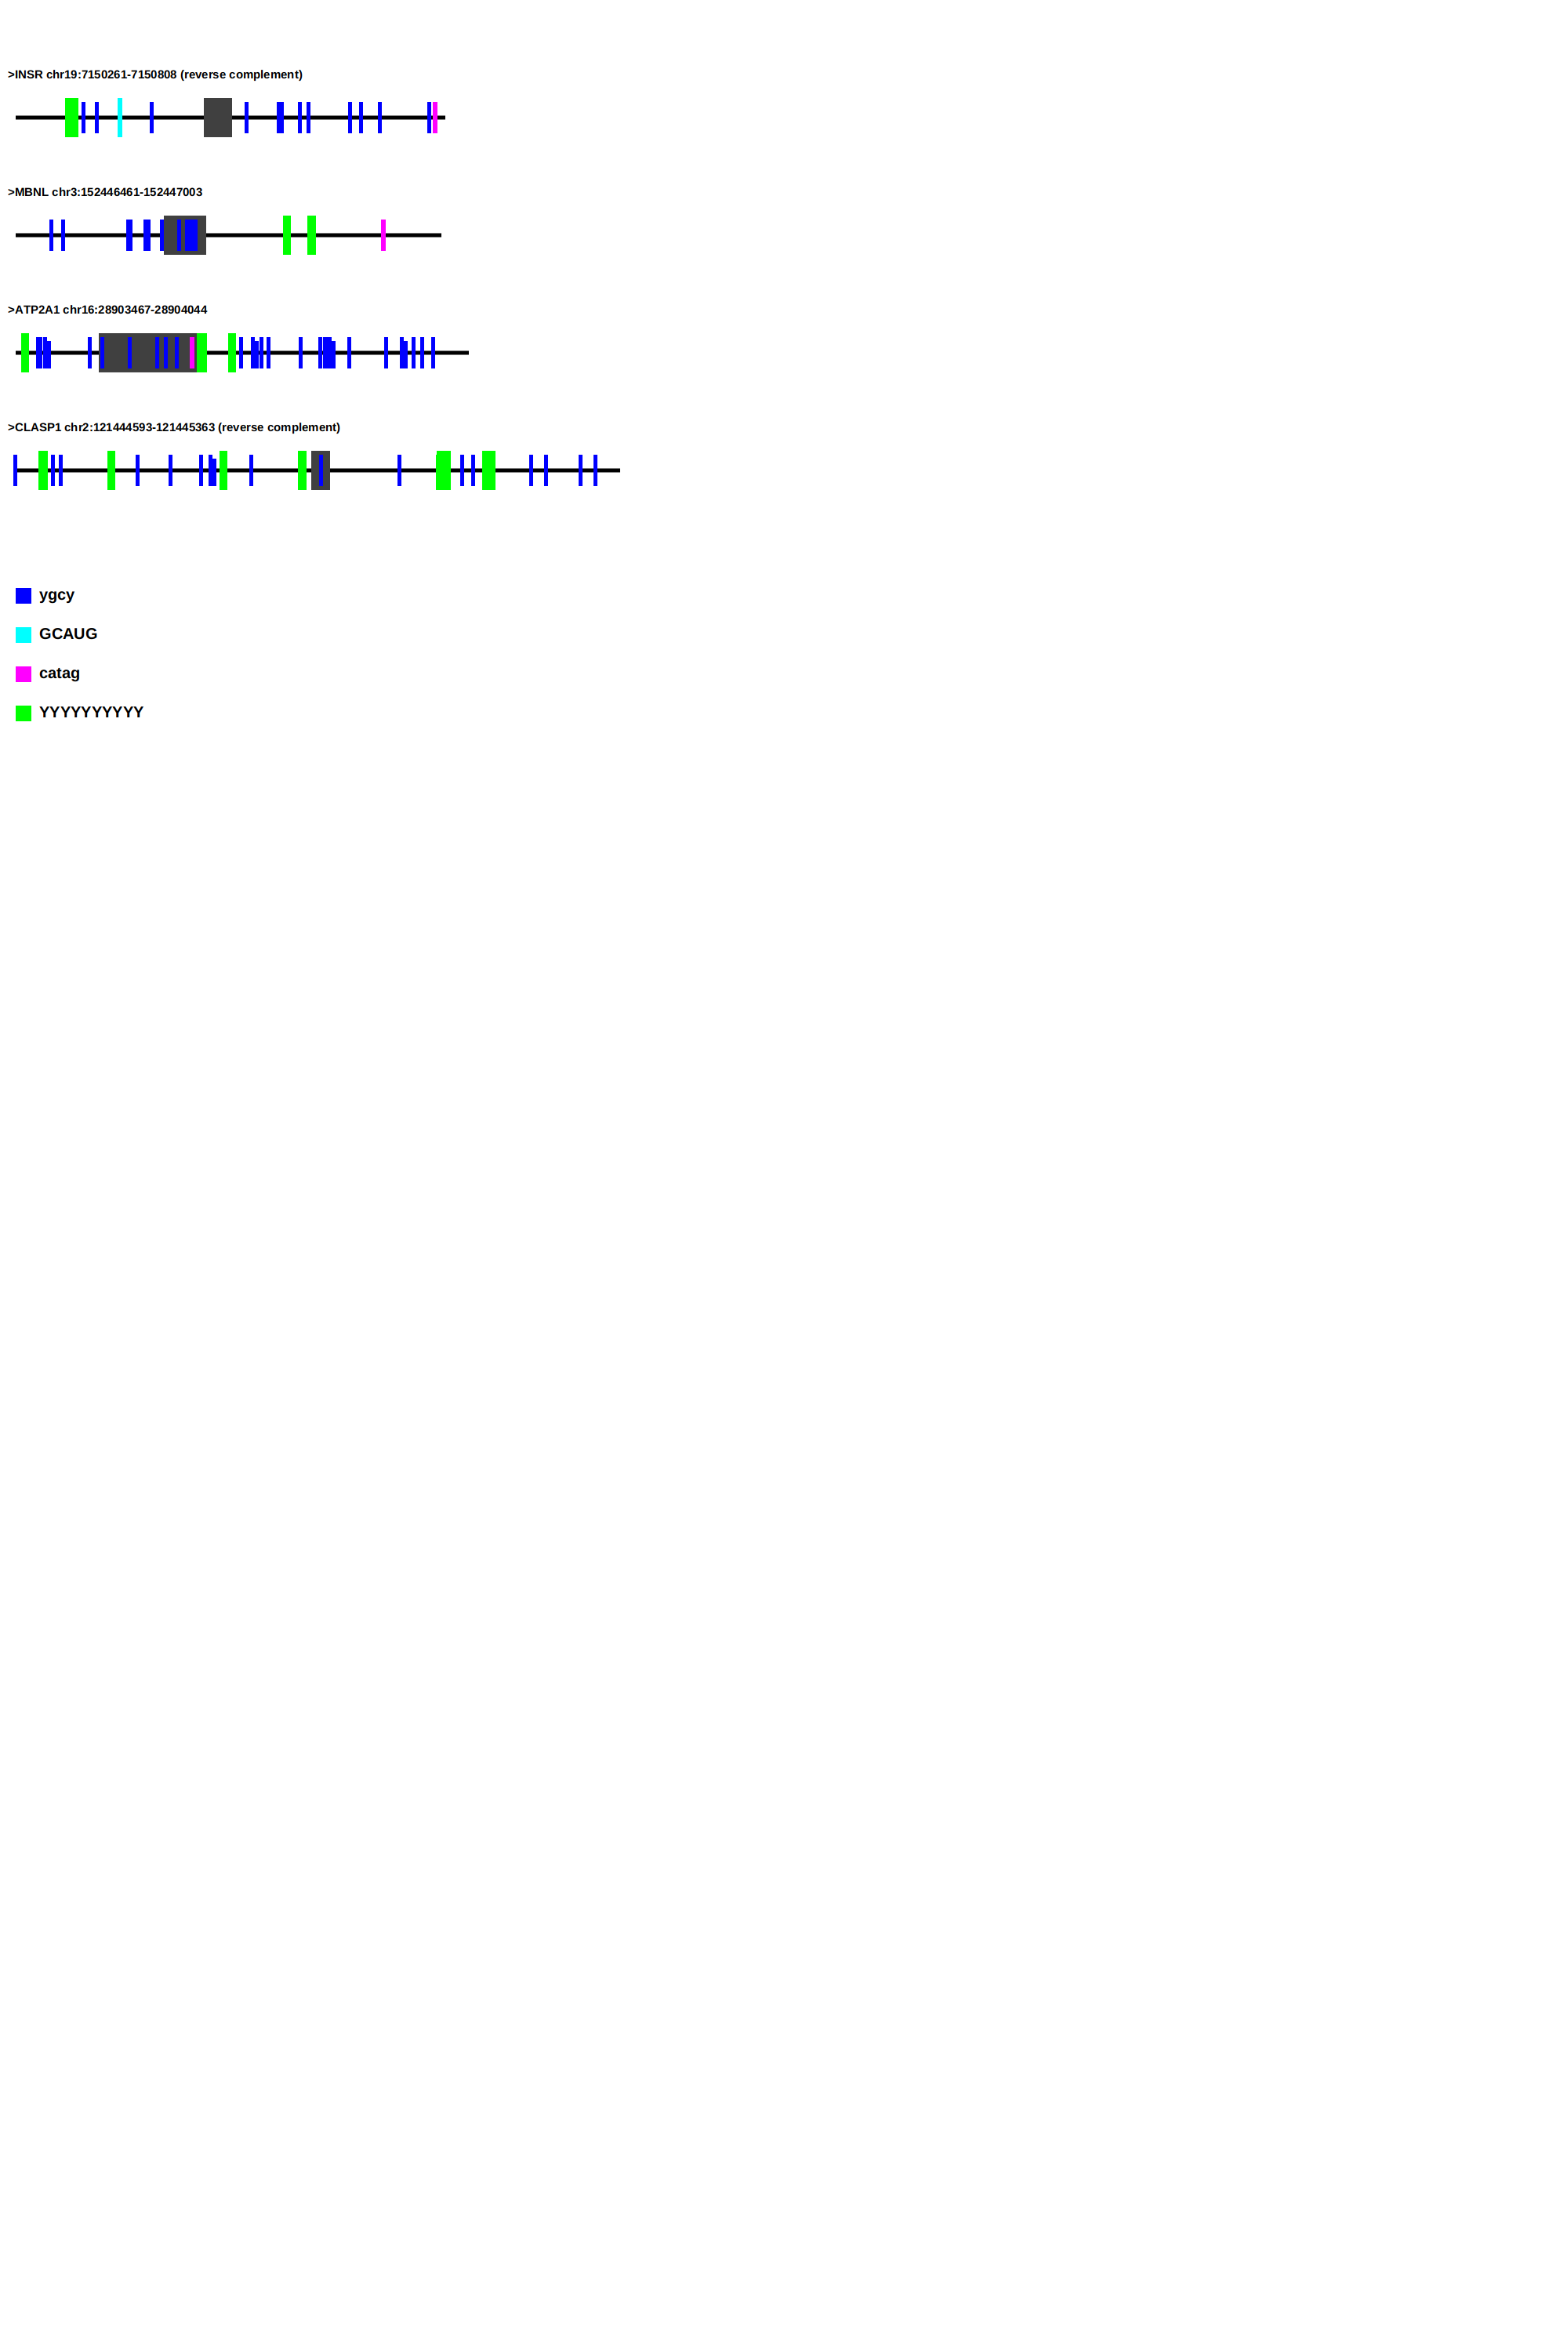 >INSR chr19:7150261-7150808 (reverse complement)
>MBNL chr3:152446461-152447003
>ATP2A1 chr16:28903467-28904044
>CLASP1 chr2:121444593-121445363 (reverse complement)
ygcy
GCAUG
catag
YYYYYYYYYY